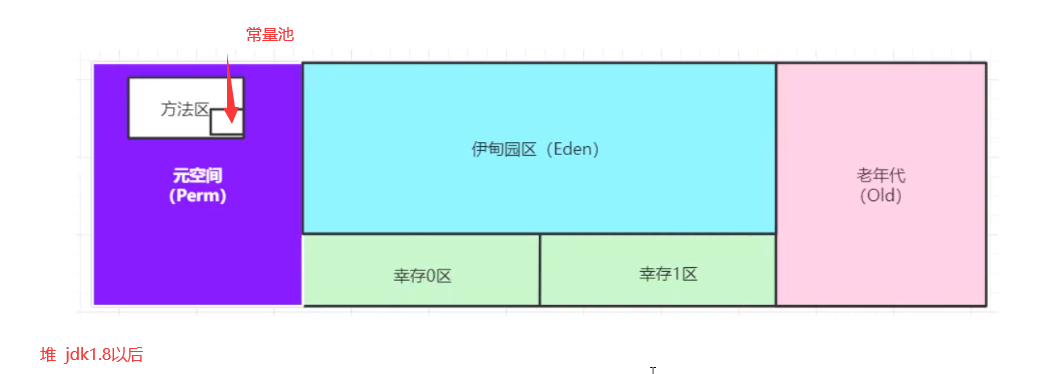 常量池
方法区
元空间
(Perm)
伊甸园区（Eden）
老年代
（Old）
幸存0区
幸存1区
堆 jdk1.8以后